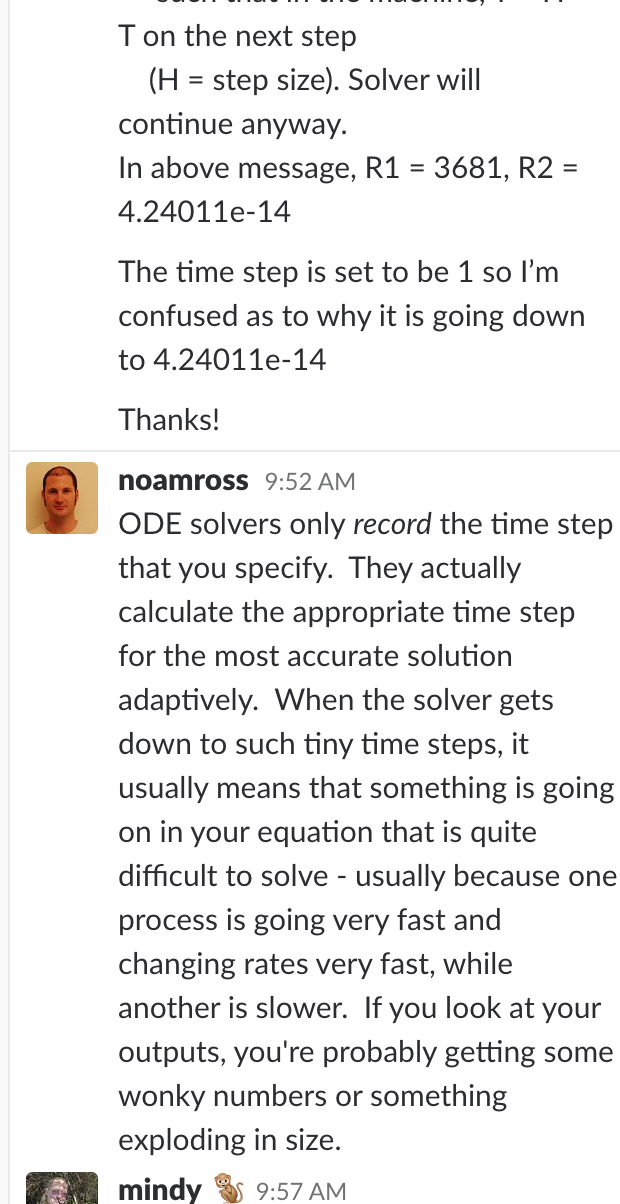 T on the next step
(H = step size). Solver will
continue anyway.
In above message, R1 = 3681, R2 =
4.24011e-14
The time step is set to be 1 so I’m
confused as to why it is going down
to 4.24011e-14
Thanks!
noamross 9:52 AM
ODE solvers only record the time step
that you specify.  They actually
calculate the appropriate time step
for the most accurate solution
adaptively.  When the solver gets
down to such tiny time steps, it
usually means that something is going
on in your equation that is quite
difficult to solve - usually because one
process is going very fast and
changing rates very fast, while
another is slower.  If you look at your
outputs, you're probably getting some
wonky numbers or something
exploding in size.
mindy 🐒 9:57 AM